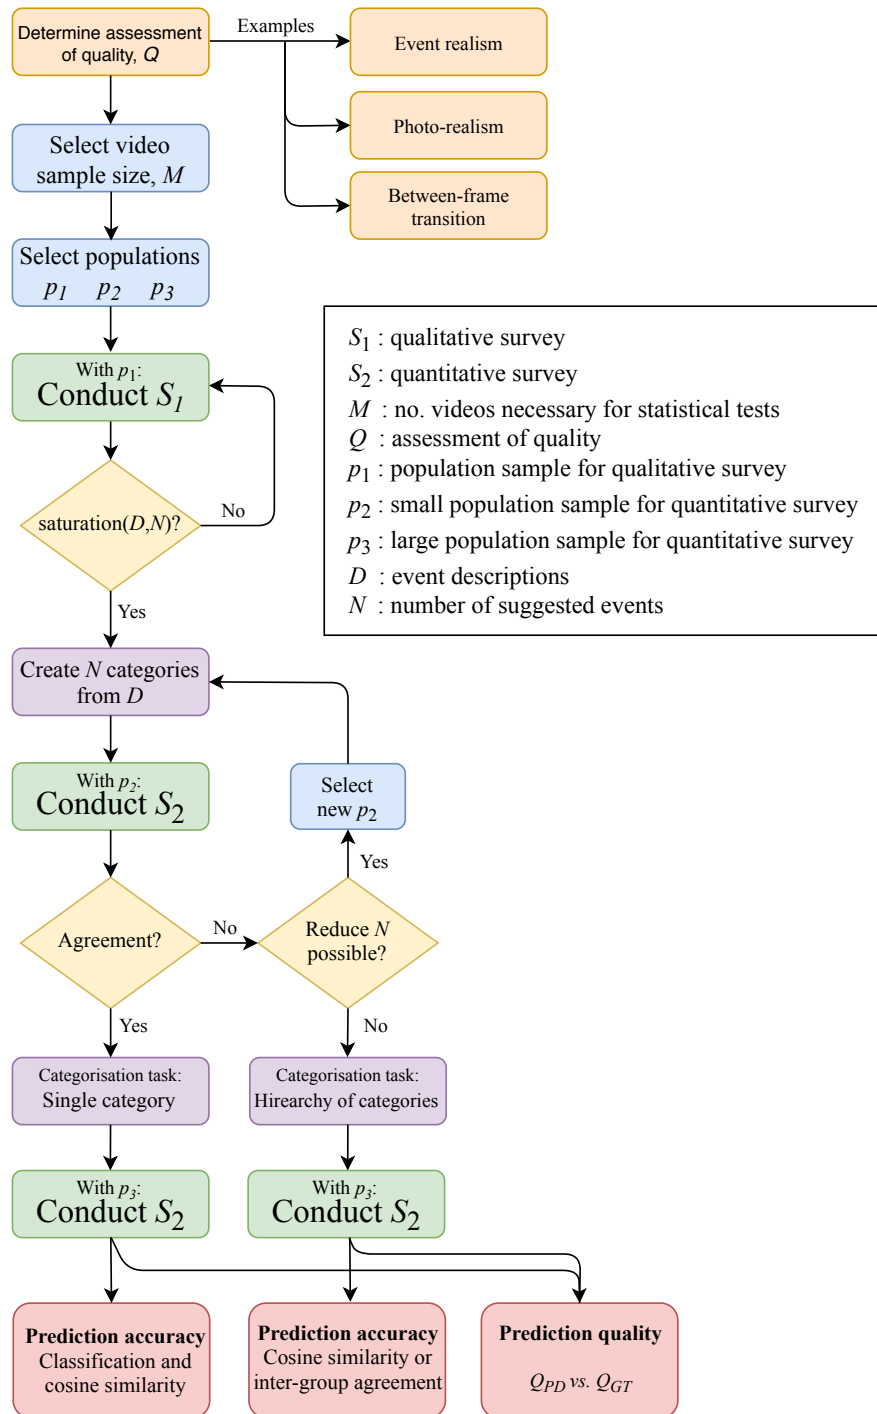 Determine assessment
of quality, Q
Examples
Event realism
Photo-realism
Between-frame
transition
Select video
sample size, M
Select populations
p1 p2 p3
With p1:
Conduct S1
saturation(D,N)?
No
Yes
S1 : qualitative survey
S2 : quantitative survey
M : no. videos necessary for statistical tests
Q : assessment of quality
p1 : population sample for qualitative survey
p2 : small population sample for quantitative survey
p3 : large population sample for quantitative survey
D : event descriptions
N : number of suggested events
Create N categories
from D
With p2:
Conduct S2
Select
new p2
Yes
Agreement?
No
Reduce N
possible?
Yes
No
Categorisation task:
Single category
Categorisation task:
Hirearchy of categories
With p3:
Conduct S2
With p3:
Conduct S2
Prediction accuracy
Classification and
cosine similarity
Prediction accuracy
Cosine similarity or
inter-group agreement
Prediction quality
QPD vs. QGT